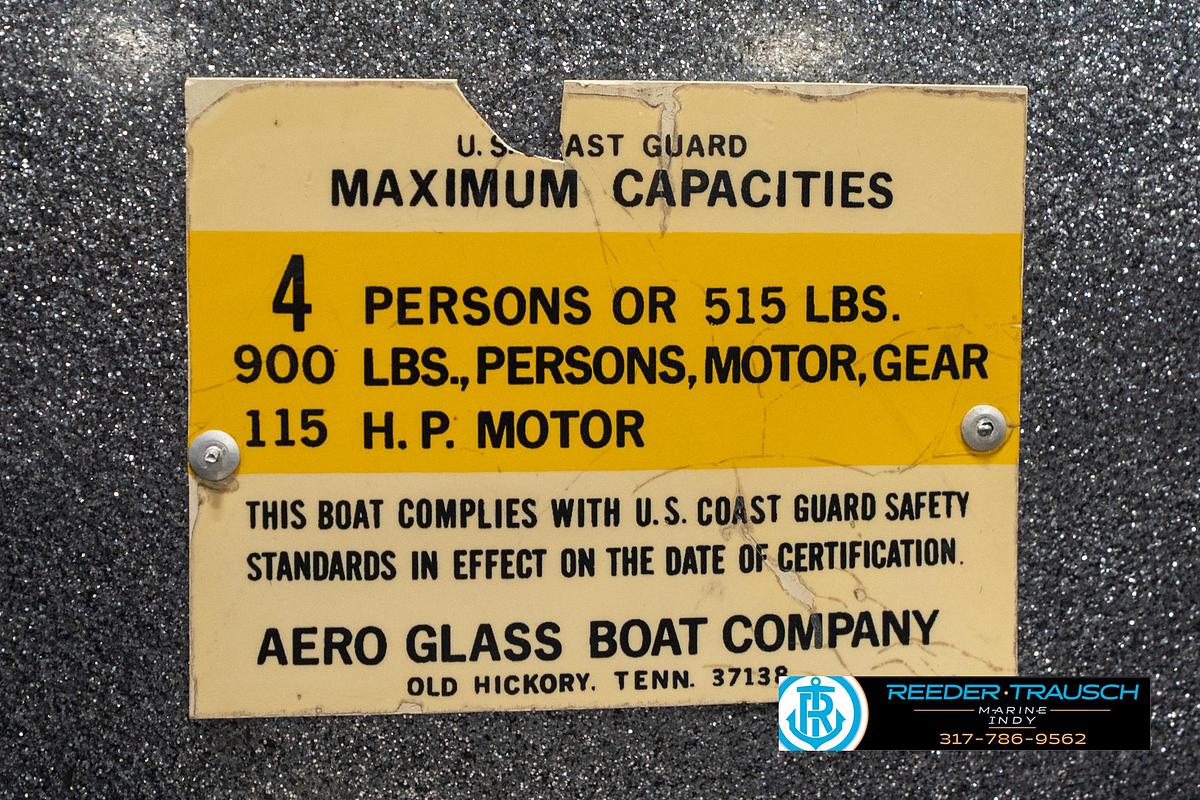 U.S. AST GUARD
MAXIMUM CAPACITIES
4 PERSONS OR 515 LBS.
900 LBS., PERSONS, MOTOR, GEAR
115 H.P. MOTOR
THIS BOAT COMPLIES WITH U.S. COAST GUARD SAFETY
STANDARDS IN EFFECT ON THE DATE OF CERTIFICATION.
AERO GLASS BOAT COMPANY
OLD HICKORY, TENN. 37138
R
REEDER·TRAUSCH
MARINE
INDY
317-786-9562